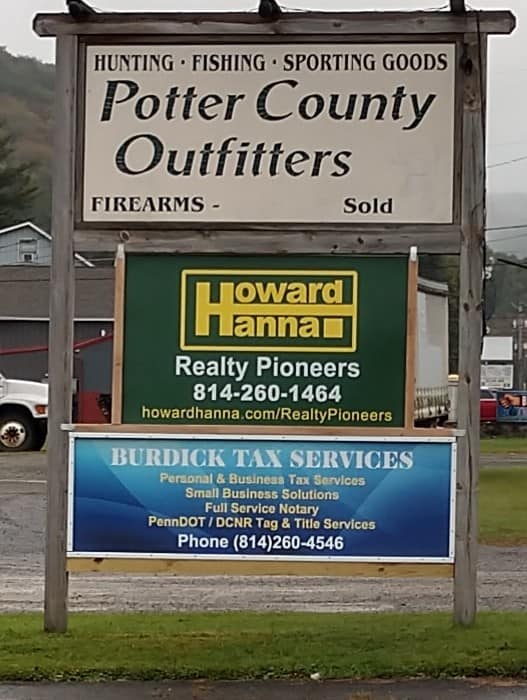 HUNTING · FISHING · SPORTING GOODS
Potter County
Outfitters
FIREARMS - Sold
Howard
Hanna
Realty Pioneers
814-260-1464
howardhanna.com/RealtyPioneers
BURDICK TAX SERVICES
Personal & Business Tax Services
Small Business Solutions
Full Service Notary
PennDOT / DCNR Tag & Title Services
Phone (814)260-4546